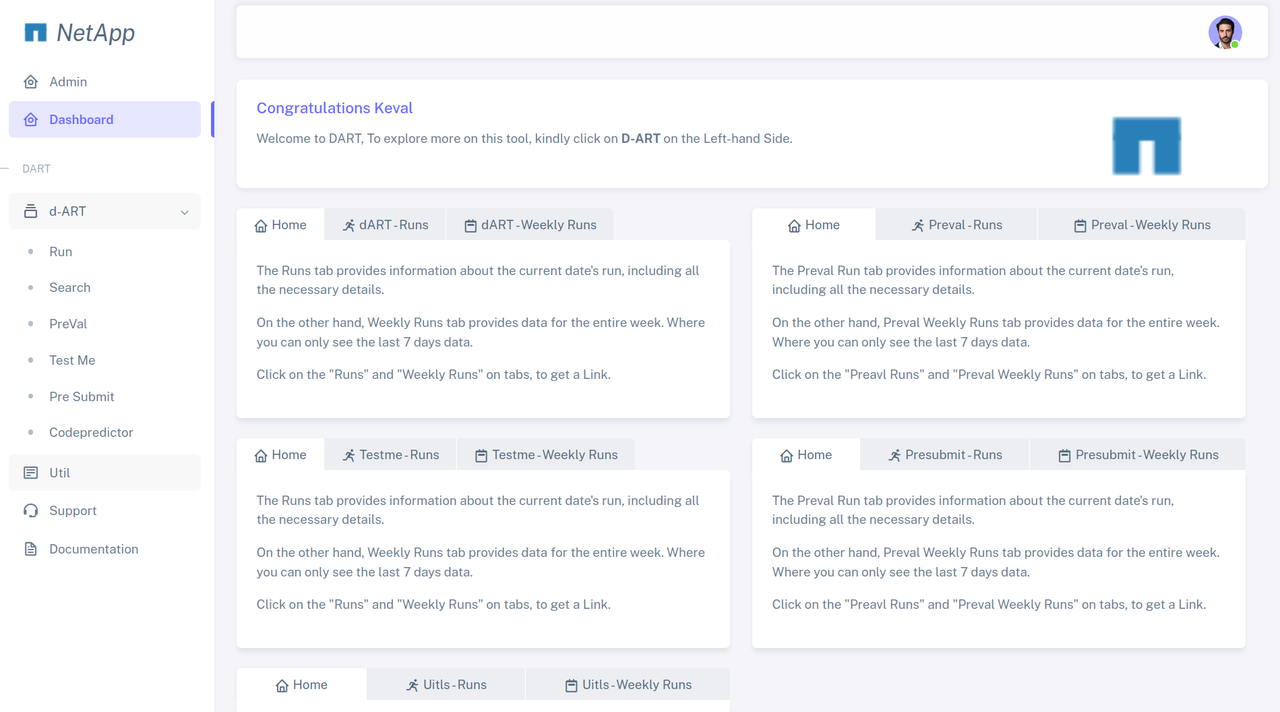 NetApp
Admin
Dashboard
DART
d-ART
Run
Search
PreVal
Test Me
Pre Submit
Codepredictor
Util
Support
Documentation
Congratulations Keval
Welcome to DART, To explore more on this tool, kindly click on D-ART on the Left-hand Side.
Home dART - Runs dART - Weekly Runs
The Runs tab provides information about the current date's run, including all
the necessary details.
On the other hand, Weekly Runs tab provides data for the entire week. Where
you can only see the last 7 days data.
Click on the "Runs" and "Weekly Runs" on tabs, to get a Link.
Home Preval - Runs Preval - Weekly Runs
The Preval Run tab provides information about the current date's run,
including all the necessary details.
On the other hand, Preval Weekly Runs tab provides data for the entire week.
Where you can only see the last 7 days data.
Click on the "Preavl Runs" and "Preval Weekly Runs" on tabs, to get a Link.
Home Testme - Runs Testme - Weekly Runs
The Runs tab provides information about the current date's run, including all
the necessary details.
On the other hand, Weekly Runs tab provides data for the entire week. Where
you can only see the last 7 days data.
Click on the "Runs" and "Weekly Runs" on tabs, to get a Link.
Home Presubmit - Runs Presubmit - Weekly Runs
The Preval Run tab provides information about the current date's run,
including all the necessary details.
On the other hand, Preval Weekly Runs tab provides data for the entire week.
Where you can only see the last 7 days data.
Click on the "Preavl Runs" and "Preval Weekly Runs" on tabs, to get a Link.
Home Uitls - Runs Uitls - Weekly Runs